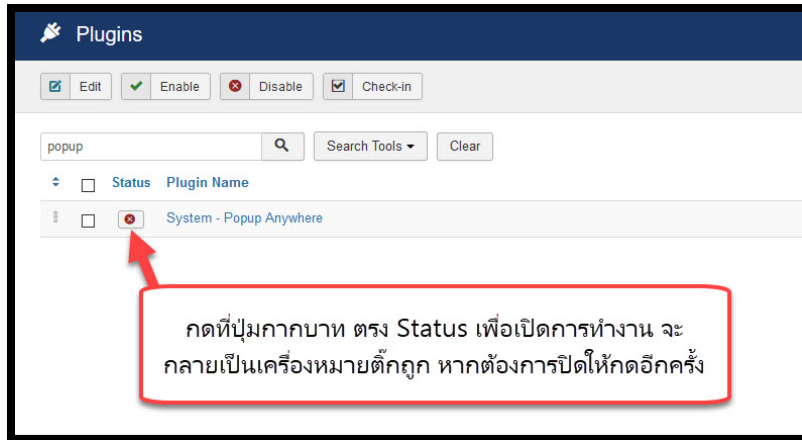 Plugins
Edit Enable Disable Check-in
popup Search Tools Clear
Status Plugin Name
System - Popup Anywhere
กดที่ปุ่มกากบาท ตรง Status เพื่อเปิดการทำงาน จะ
กลายเป็นเครื่องหมายติ๊กถูก หากต้องการปิดให้กดอีกครั้ง